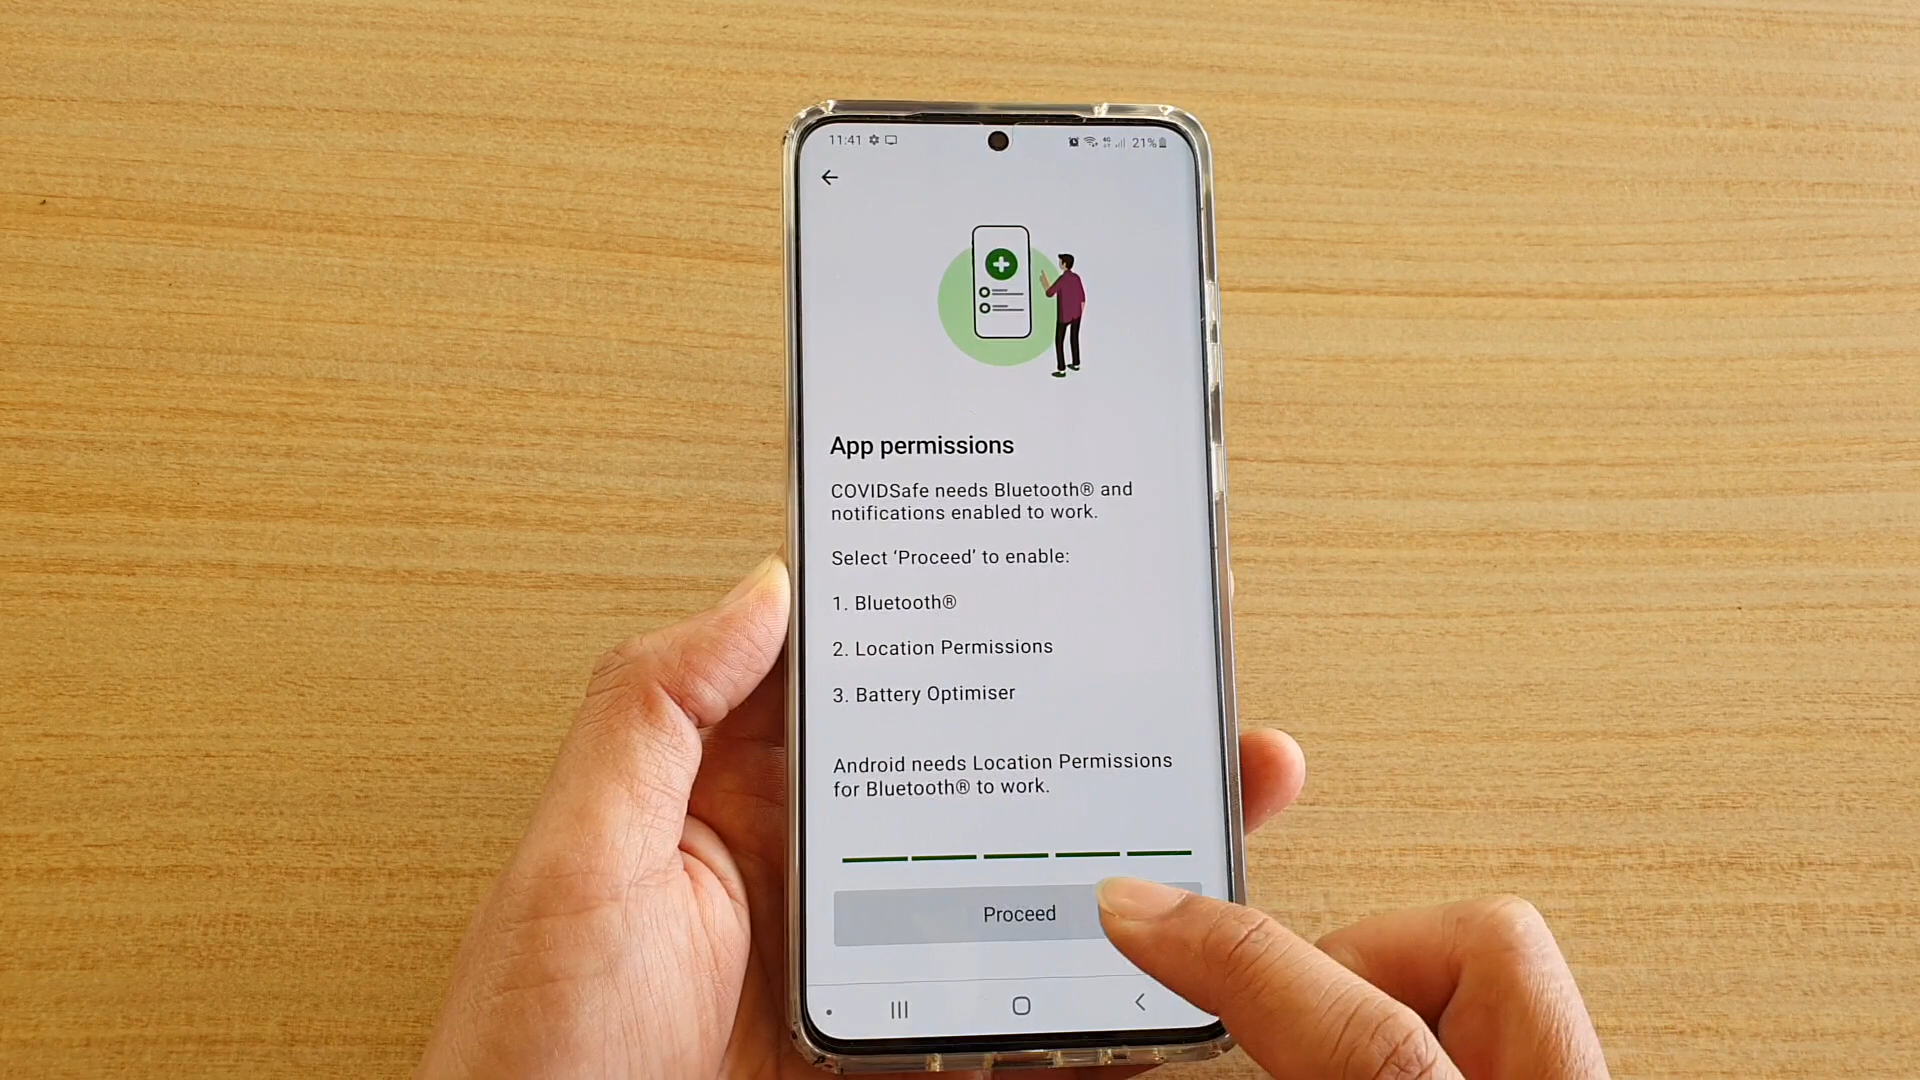 11:41 4G 21%
App permissions
COVIDSafe needs Bluetooth® and
notifications enabled to work.
Select ‘Proceed’ to enable:
1. Bluetooth®
2. Location Permissions
3. Battery Optimiser
Android needs Location Permissions
for Bluetooth® to work.
Proceed